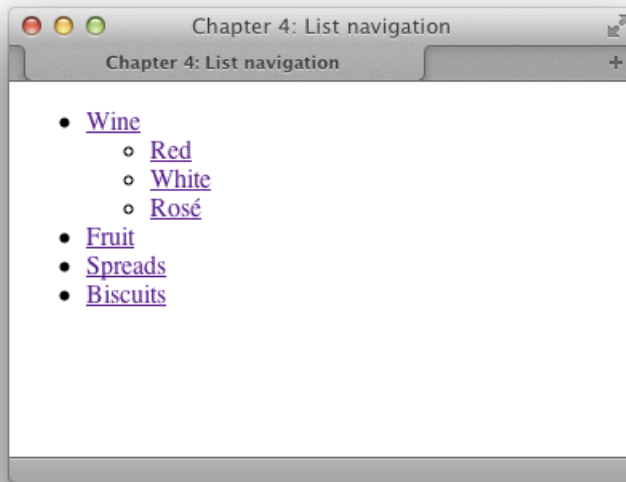 Chapter 4: List navigation
Chapter 4: List navigation
Wine
Red
White
Rosé
Fruit
Spreads
Biscuits